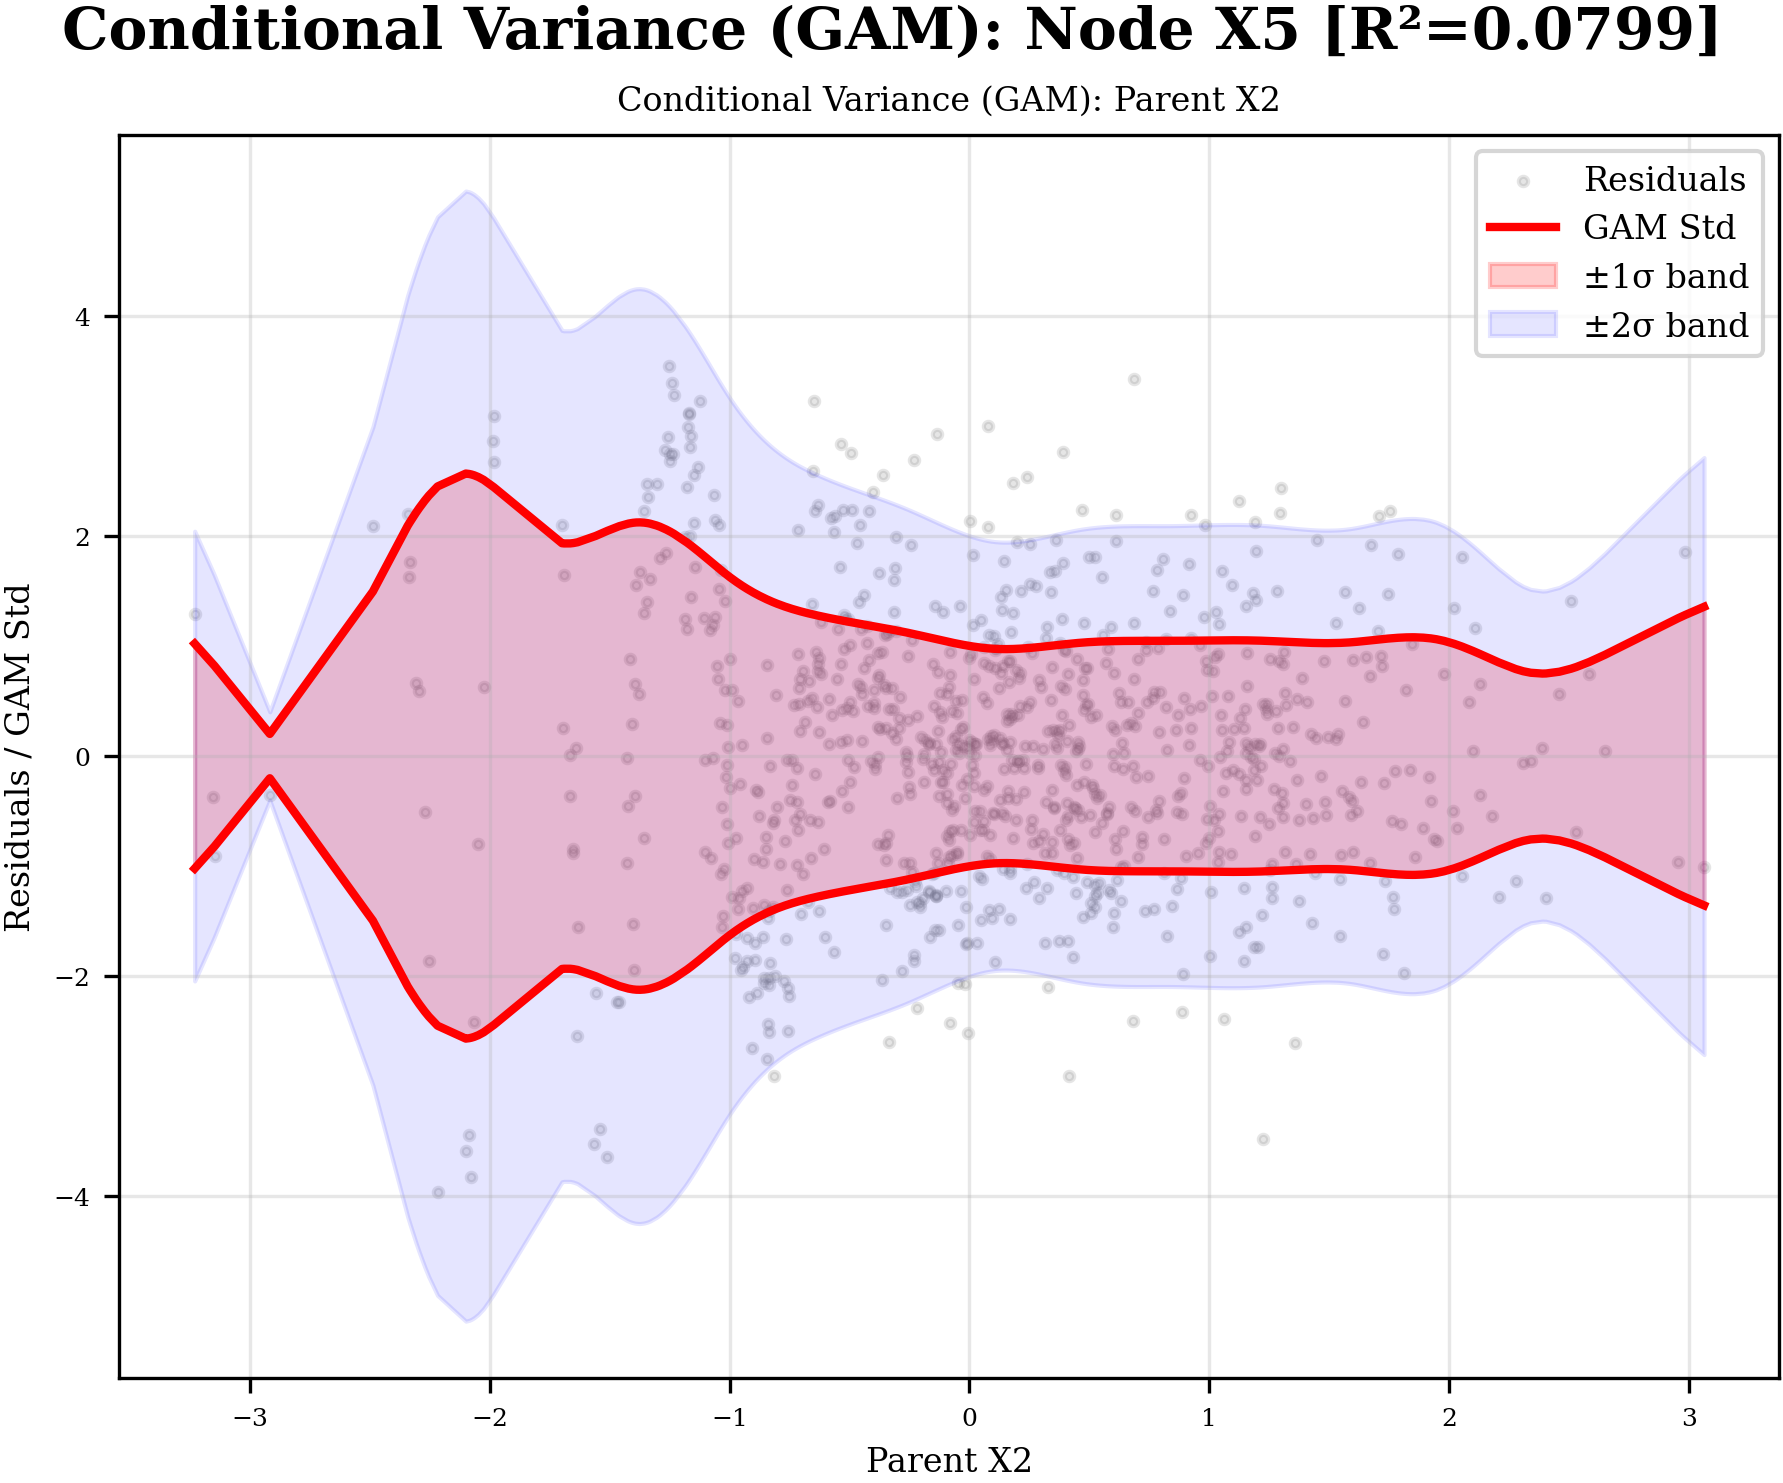 Conditional Variance (GAM): Node X5 [R²=0.0799]
Conditional Variance (GAM): Parent X2
Residuals
GAM Std
±1σ band
±2σ band
Residuals / GAM Std
4
2
0
−2
−4
−3
−2
−1
0
1
2
3
Parent X2